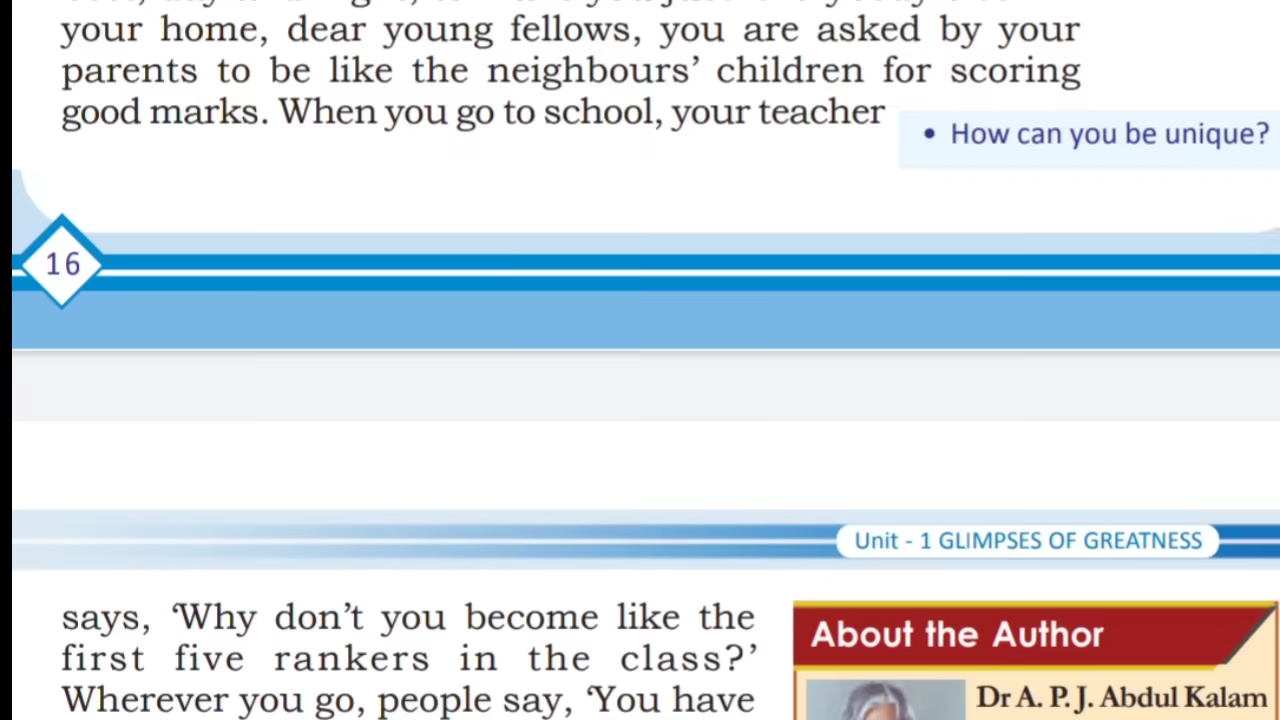 your home, dear young fellows, you are asked by your
parents to be like the neighbours’ children for scoring
good marks. When you go to school, your teacher
• How can you be unique?
16
Unit - 1 GLIMPSES OF GREATNESS
says, ‘Why don’t you become like the
first five rankers in the class?’
Wherever you go, people say, ‘You have
About the Author
Dr A. P. J. Abdul Kalam